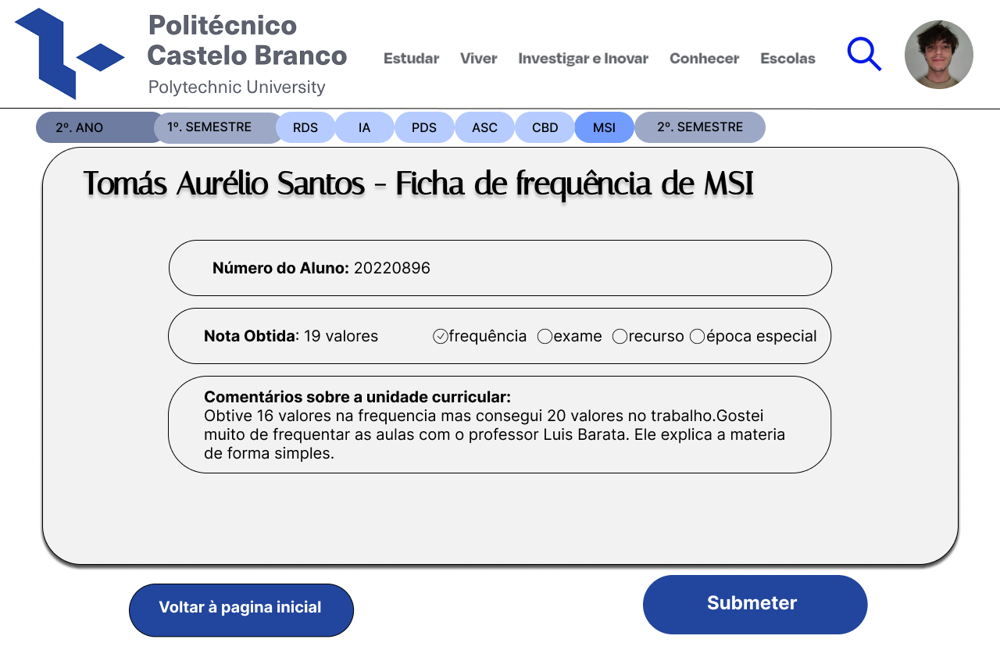 Politécnico
Castelo Branco
Polytechnic University
Estudar Viver Investigar e Inovar Conhecer Escolas
2º. ANO 1º. SEMESTRE RDS IA PDS ASC CBD MSI 2º. SEMESTRE
Tomás Aurélio Santos - Ficha de frequência de MSI
Número do Aluno: 20220896
Nota Obtida: 19 valores frequência exame recurso época especial
Comentários sobre a unidade curricular:
Obtive 16 valores na frequencia mas consegui 20 valores no trabalho.Gostei
muito de frequentar as aulas com o professor Luis Barata. Ele explica a materia
de forma simples.
Voltar à pagina inicial Submeter